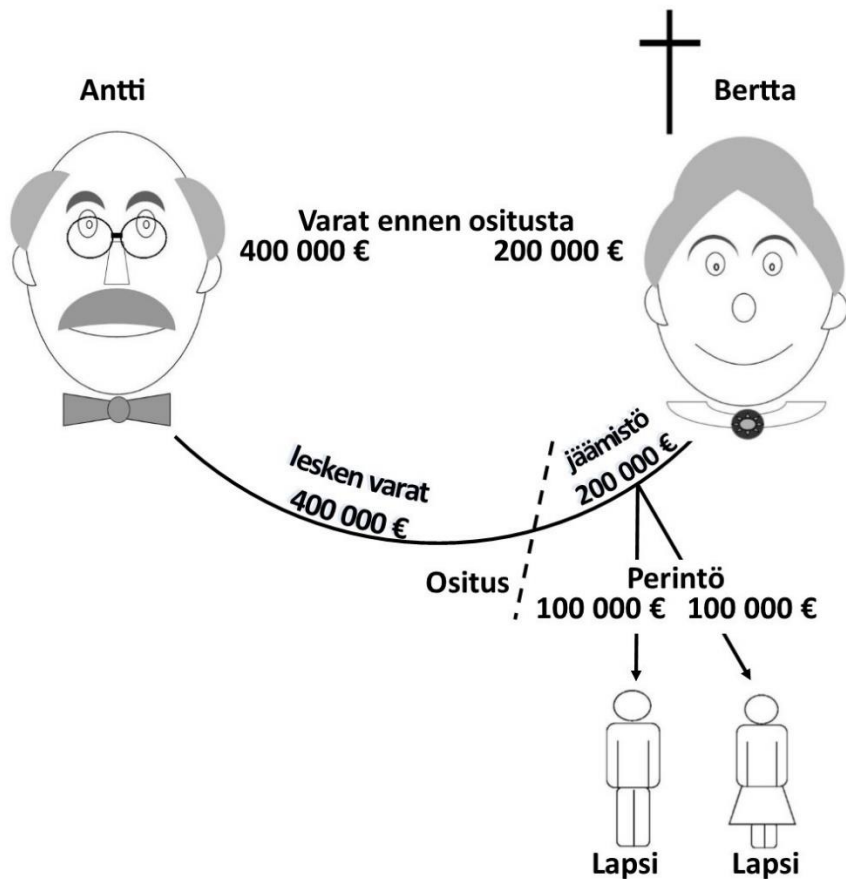 Antti
Bertta
Varat ennen ositusta
400 000 €
200 000 €
lesken varat
400 000 €
jäämistö
200 000 €
Ositus
Perintö
100 000 €
100 000 €
Lapsi
Lapsi